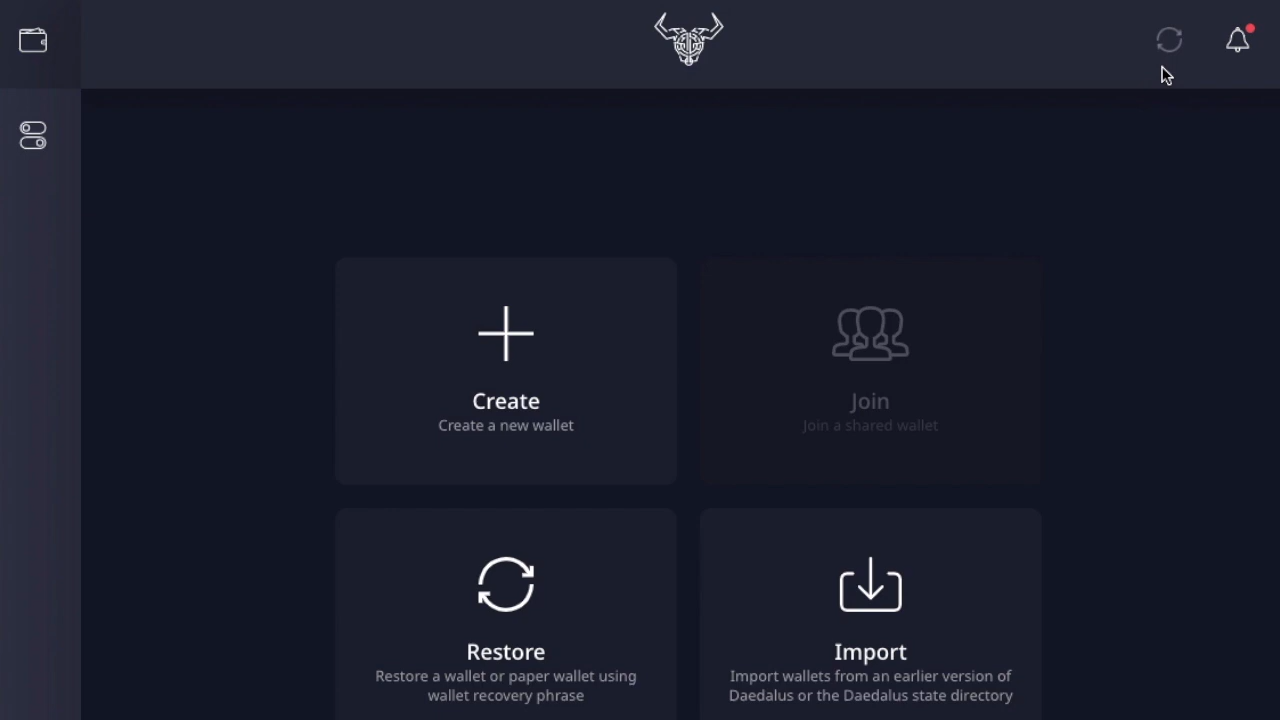 Create
Create a new wallet
Join
Join a shared wallet
Restore
Restore a wallet or paper wallet using
wallet recovery phrase
Import
Import wallets from an earlier version of
Daedalus or the Daedalus state directory